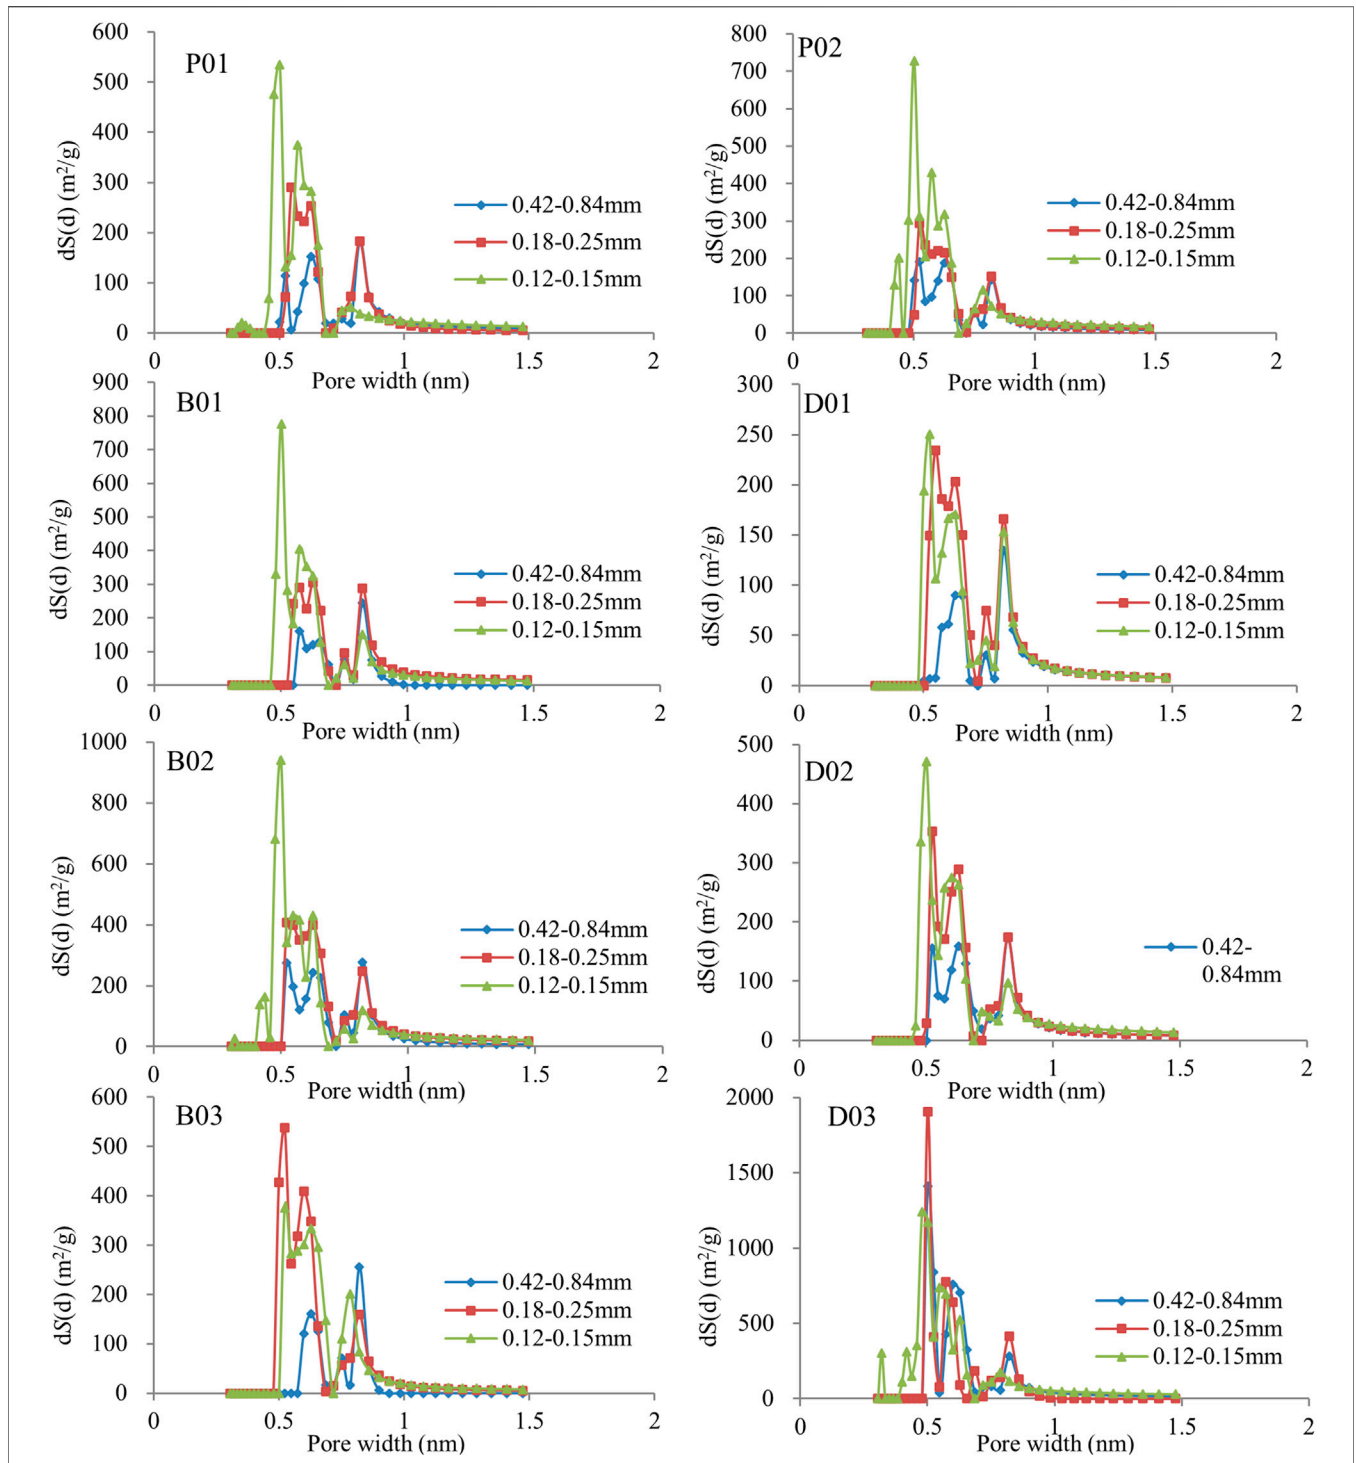 P01
600
500
400
300
200
100
0
dS(d) (m²/g)
0 0.5 1 1.5 2
Pore width (nm)
0.42-0.84mm
0.18-0.25mm
0.12-0.15mm
P02
800
700
600
500
400
300
200
100
0
dS(d) (m²/g)
0 0.5 1 1.5 2
Pore width (nm)
0.42-0.84mm
0.18-0.25mm
0.12-0.15mm
B01
900
800
700
600
500
400
300
200
100
0
dS(d) (m²/g)
0 0.5 1 1.5 2
Pore width (nm)
0.42-0.84mm
0.18-0.25mm
0.12-0.15mm
D01
300
250
200
150
100
50
0
dS(d) (m²/g)
0 0.5 1 1.5 2
Pore width (nm)
0.42-0.84mm
0.18-0.25mm
0.12-0.15mm
B02
1000
800
600
400
200
0
dS(d) (m²/g)
0 0.5 1 1.5 2
Pore width (nm)
0.42-0.84mm
0.18-0.25mm
0.12-0.15mm
D02
500
400
300
200
100
0
dS(d) (m²/g)
0 0.5 1 1.5 2
Pore width (nm)
0.42-
0.84mm
B03
600
500
400
300
200
100
0
dS(d) (m²/g)
0 0.5 1 1.5 2
Pore width (nm)
0.42-0.84mm
0.18-0.25mm
0.12-0.15mm
D03
2000
1500
1000
500
0
dS(d) (m²/g)
0 0.5 1 1.5 2
Pore width (nm)
0.42-0.84mm
0.18-0.25mm
0.12-0.15mm